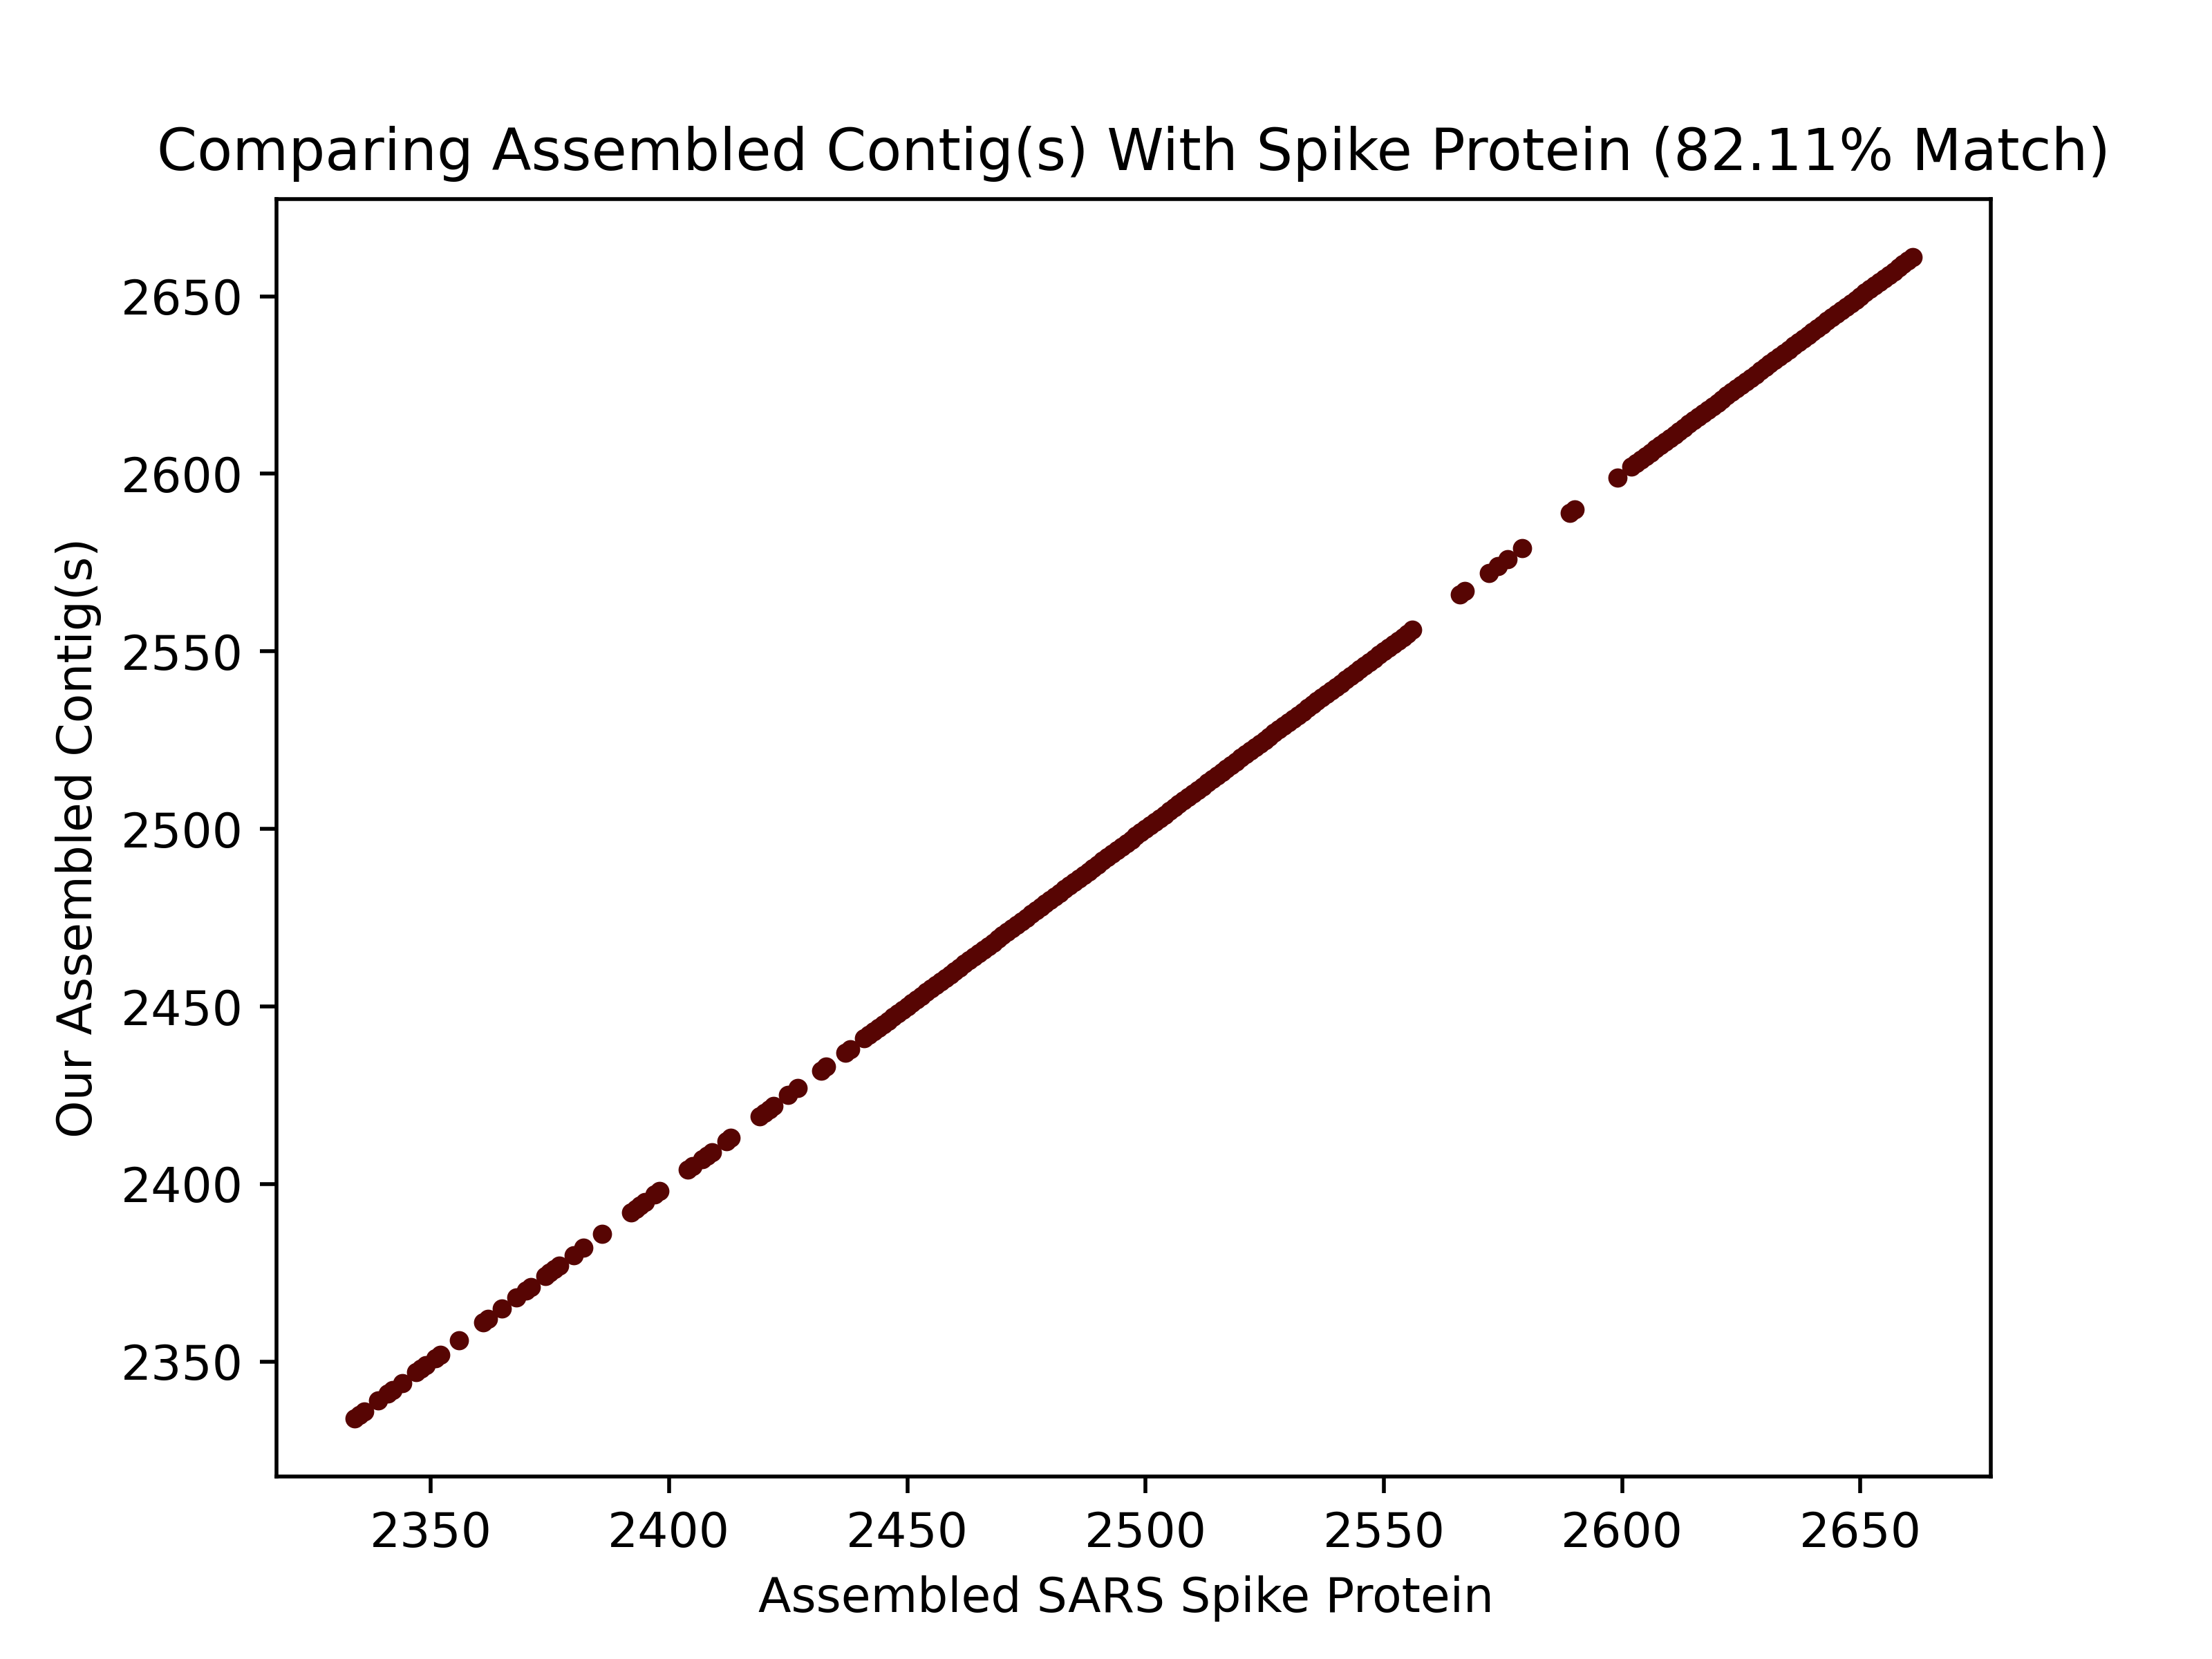 Comparing Assembled Contig(s) With Spike Protein (82.11% Match)
Our Assembled Contig(s)
2650
2600
2550
2500
2450
2400
2350
2350 2400 2450 2500 2550 2600 2650
Assembled SARS Spike Protein